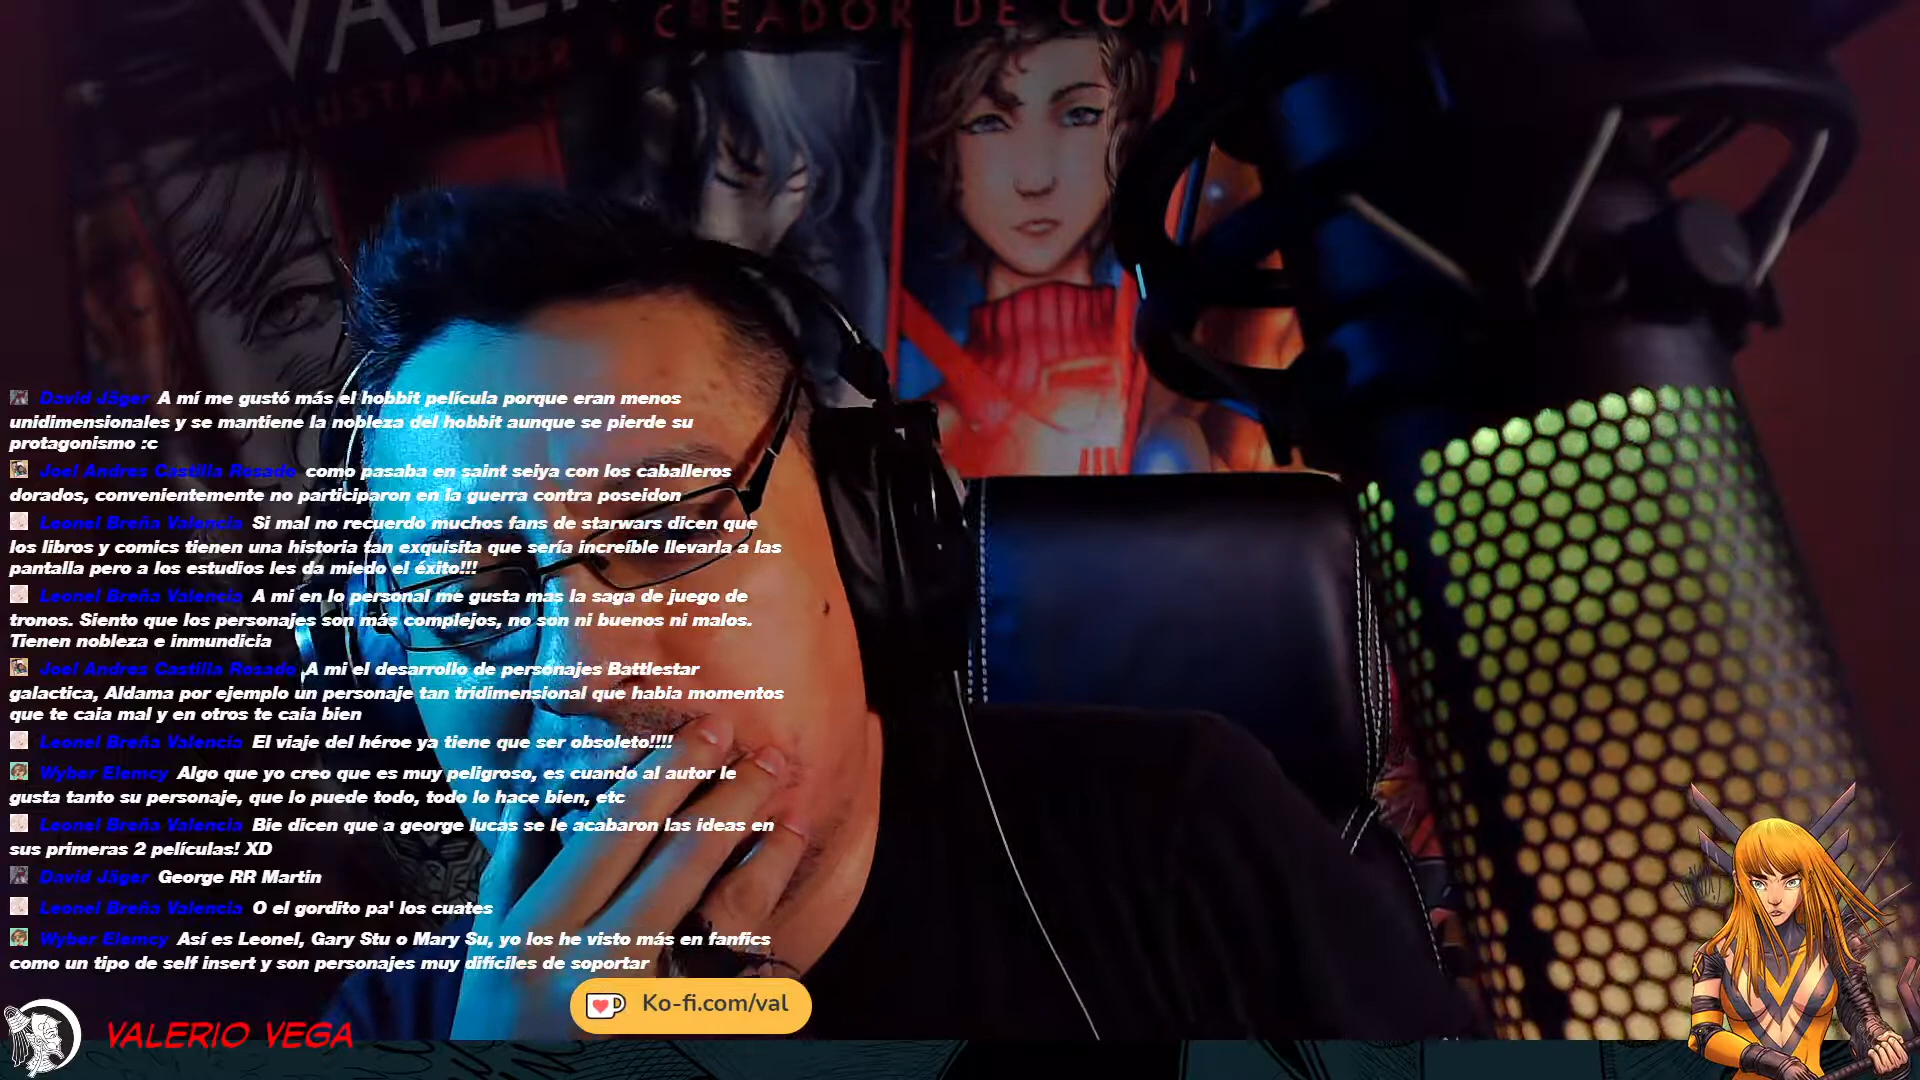 VALE
CREADOR DE COM
ILUSTRADOR Y
David Jäger A mí me gustó más el hobbit película porque eran menos
unidimensionales y se mantiene la nobleza del hobbit aunque se pierde su
protagonismo :c
Joel Andres Castilla Rosado como pasaba en saint seiya con los caballeros
dorados, convenientemente no participaron en la guerra contra poseidon
Leonel Breña Valencia Si mal no recuerdo muchos fans de starwars dicen que
los libros y comics tienen una historia tan exquisita que sería increíble llevarla a las
pantalla pero a los estudios les da miedo el éxito!!!
Leonel Breña Valencia A mi en lo personal me gusta mas la saga de juego de
tronos. Siento que los personajes son más complejos, no son ni buenos ni malos.
Tienen nobleza e inmundicia
Joel Andres Castilla Rosado A mi el desarrollo de personajes Battlestar
galactica, Aldama por ejemplo un personaje tan tridimensional que habia momentos
que te caia mal y en otros te caia bien
Leonel Breña Valencia El viaje del héroe ya tiene que ser obsoleto!!!!
Wyber Elemcy Algo que yo creo que es muy peligroso, es cuando al autor le
gusta tanto su personaje, que lo puede todo, todo lo hace bien, etc
Leonel Breña Valencia Bie dicen que a george lucas se le acabaron las ideas en
sus primeras 2 películas! XD
David Jäger George RR Martin
Leonel Breña Valencia O el gordito pa' los cuates
Wyber Elemcy Así es Leonel, Gary Stu o Mary Su, yo los he visto más en fanfics
como un tipo de self insert y son personajes muy difíciles de soportar
Ko-fi.com/val
VALERIO VEGA